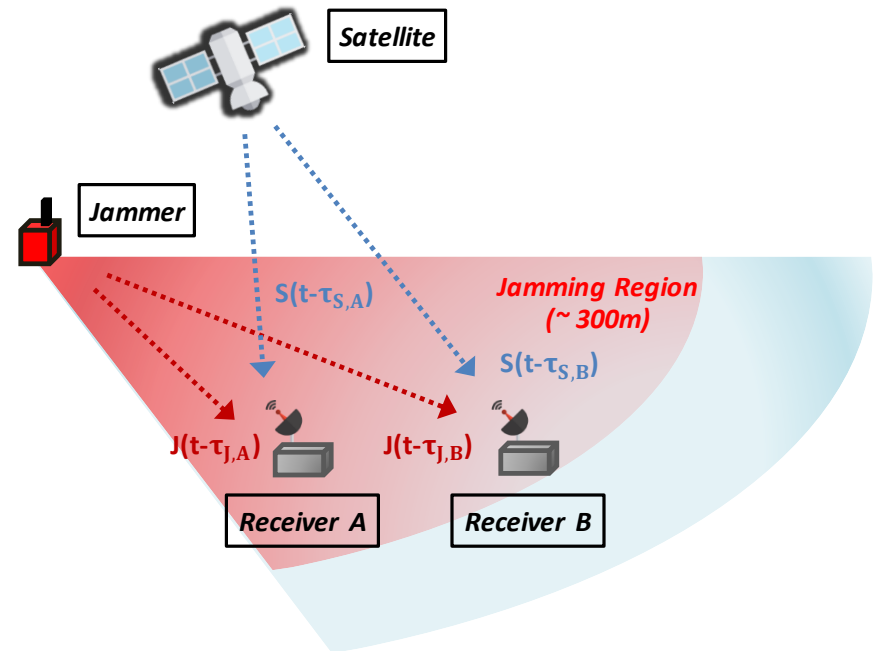 Satellite
Jammer
S(t-τS,A)
Jamming Region
(~ 300m)
S(t-τS,B)
J(t-τJ,A)
J(t-τJ,B)
Receiver A
Receiver B